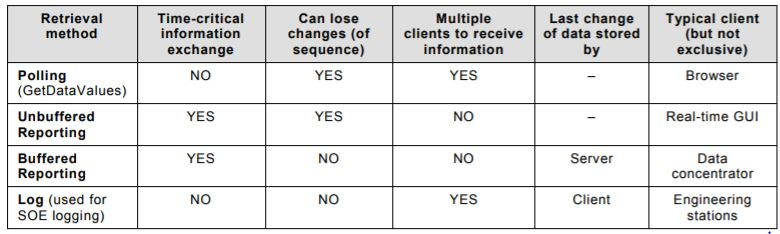 Retrieval method
Time-critical information exchange
Can lose changes (of sequence)
Multiple clients to receive information
Last change of data stored by
Typical client (but not exclusive)
Polling (GetDataValues)
NO
YES
YES
–
Browser
Unbuffered Reporting
YES
YES
NO
–
Real-time GUI
Buffered Reporting
YES
NO
NO
Server
Data concentrator
Log (used for SOE logging)
NO
NO
YES
Client
Engineering stations